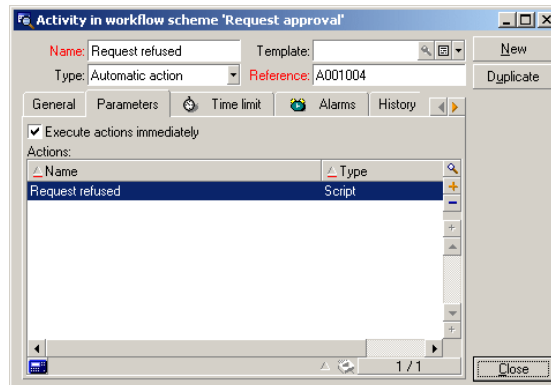 Activity in workflow scheme 'Request approval'
Name: Request refused Template: New
Type: Automatic action Reference: A001004 Duplicate
General Parameters Time limit Alarms History
Execute actions immediately
Actions:
Name Type
Request refused Script
1 / 1 Close